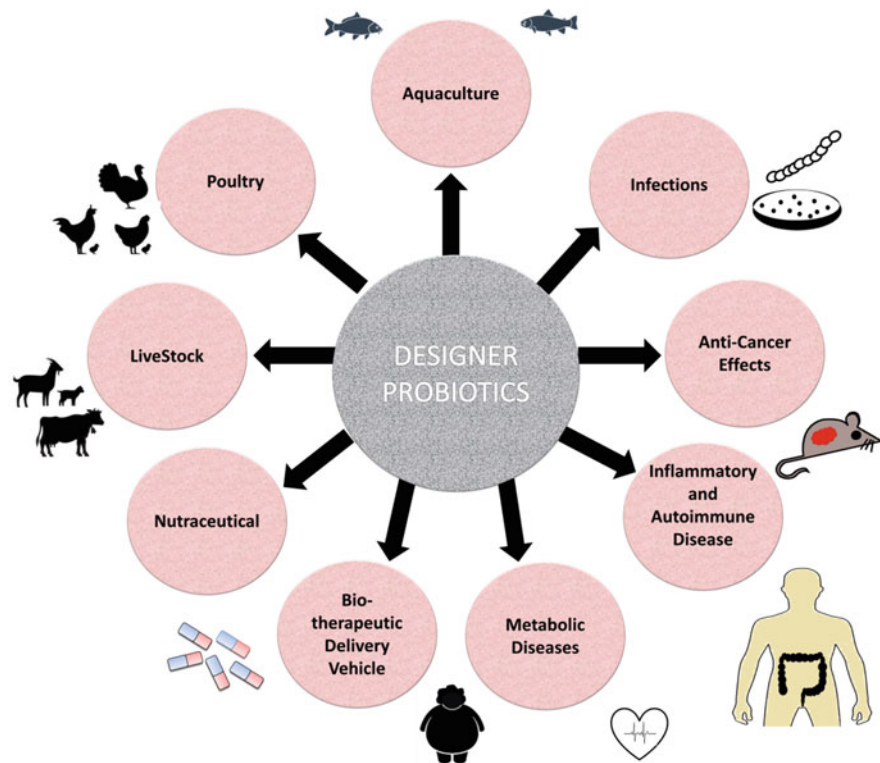 Aquaculture
Poultry
Infections
LiveStock
DESIGNER
PROBIOTICS
Anti-Cancer
Effects
Nutraceutical
Inflammatory
and
Autoimmune
Disease
Bio-
therapeutic
Delivery
Vehicle
Metabolic
Diseases